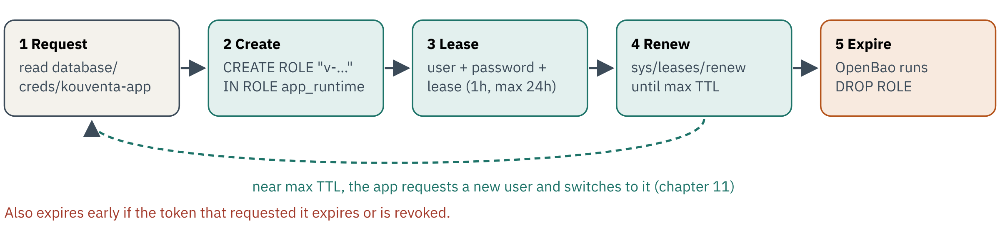 1 Request
read database/
creds/kouventa-app
2 Create
CREATE ROLE "v-..."
IN ROLE app_runtime
3 Lease
user + password +
lease (1h, max 24h)
4 Renew
sys/leases/renew
until max TTL
5 Expire
OpenBao runs
DROP ROLE
near max TTL, the app requests a new user and switches to it (chapter 11)
Also expires early if the token that requested it expires or is revoked.